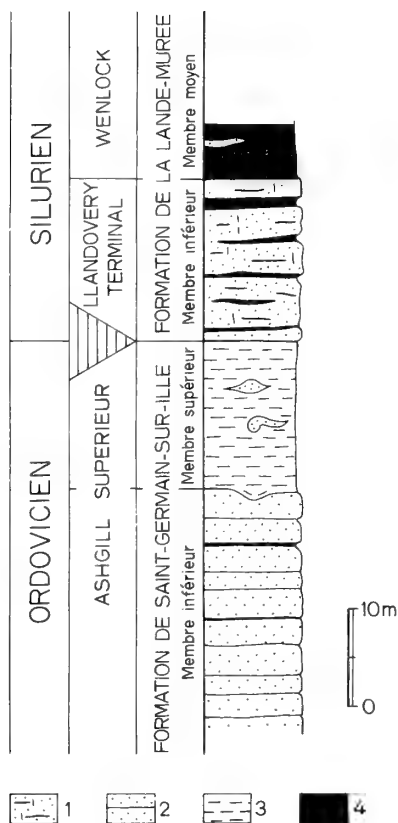 SILURIEN
ORDOVICIEN
WENLOCK
LLANDOVERY
TERMINAL
ASHGILL SUPERIEUR
FORMATION DE LA LANDE-MUREE
Membre moyen
Membre inférieur
FORMATION DE SAINT-GERMAIN-SUR-ILLE
Membre supérieur
Membre inférieur
10m
0
1
2
3
4